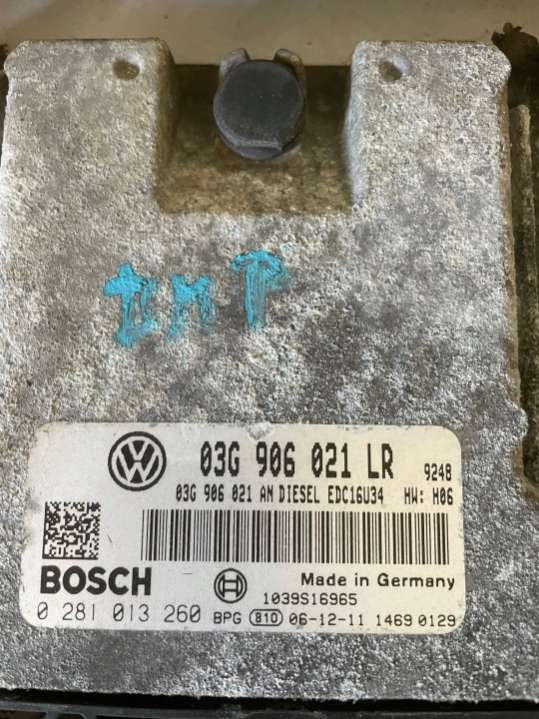 DMP
03G 906 021 LR 9248
03G 906 021 AN DIESEL EDC16U34 HW: H06
BOSCH Made in Germany
1039S16965
0 281 013 260 BPG 810 06-12-11 1469 0129